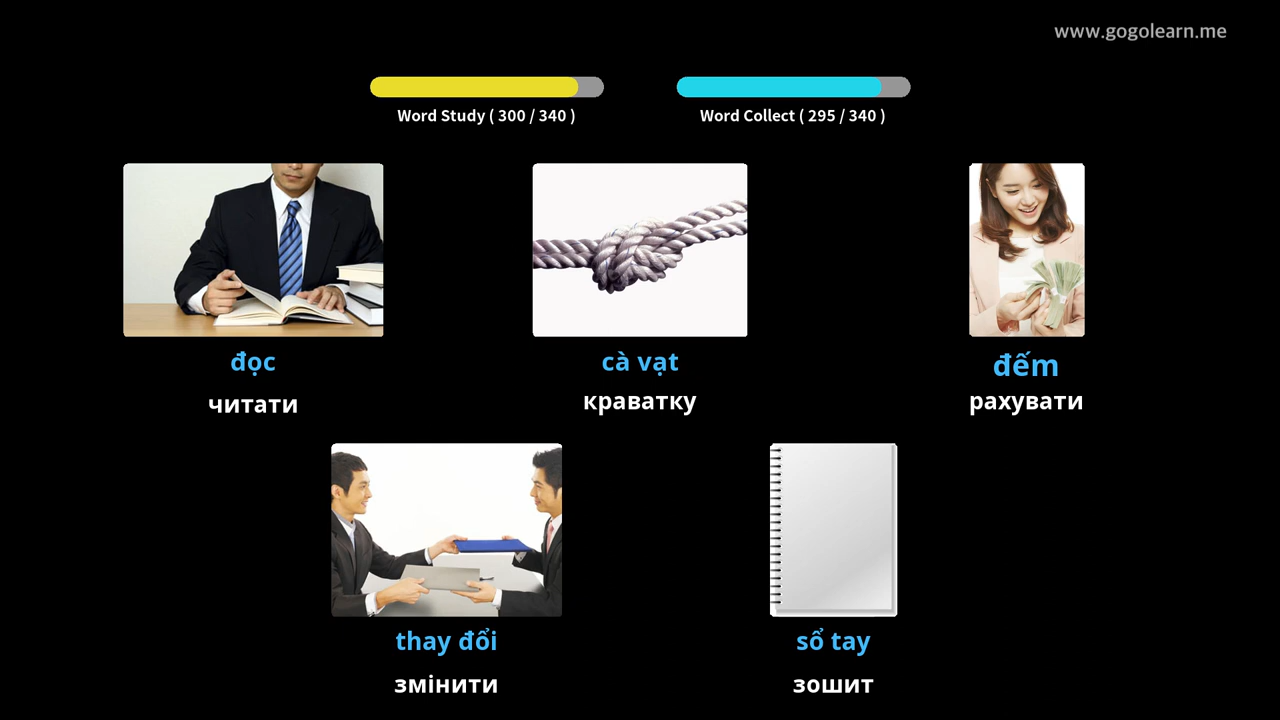 www.gogolearn.me
Word Study ( 300 / 340 )
Word Collect ( 295 / 340 )
đọc
читати
cà vạt
краватку
đếm
рахувати
thay đổi
змінити
sổ tay
зошит